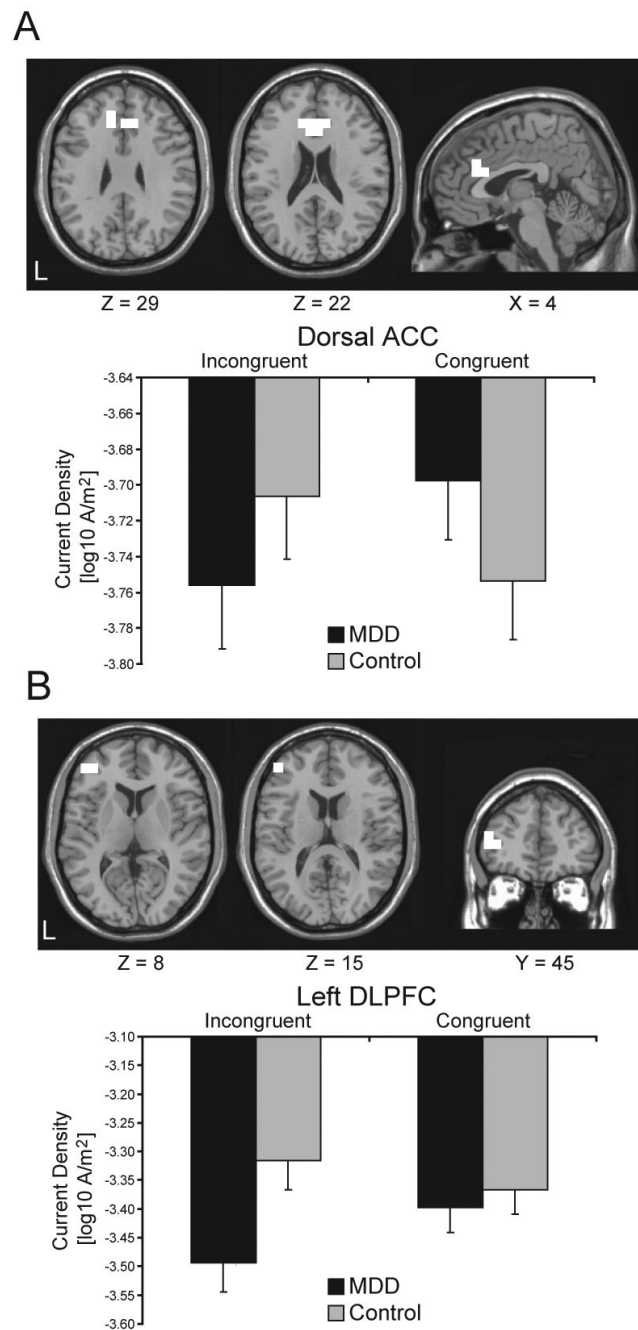 A
L
Z = 29 Z = 22 X = 4
Dorsal ACC
Incongruent Congruent
-3.64
-3.66
-3.68
-3.70
-3.72
-3.74
-3.76
-3.78
-3.80
Current Density
[log10 A/m²]
MDD
Control
B
L
Z = 8 Z = 15 Y = 45
Left DLPFC
Incongruent Congruent
-3.10
-3.15
-3.20
-3.25
-3.30
-3.35
-3.40
-3.45
-3.50
-3.55
-3.60
Current Density
[log10 A/m²]
MDD
Control